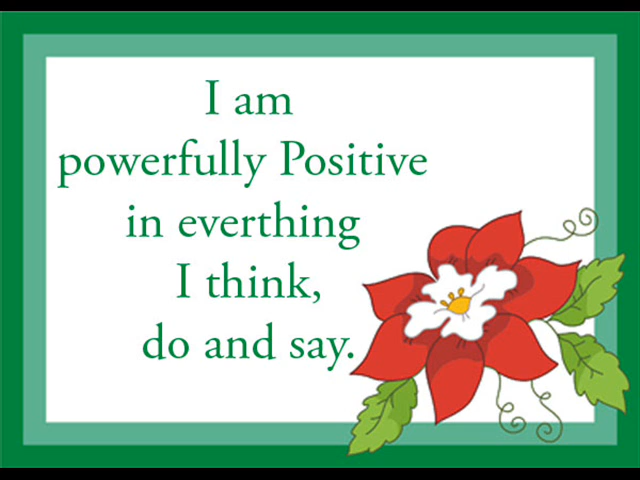 I am
powerfully Positive
in everthing
I think,
do and say.